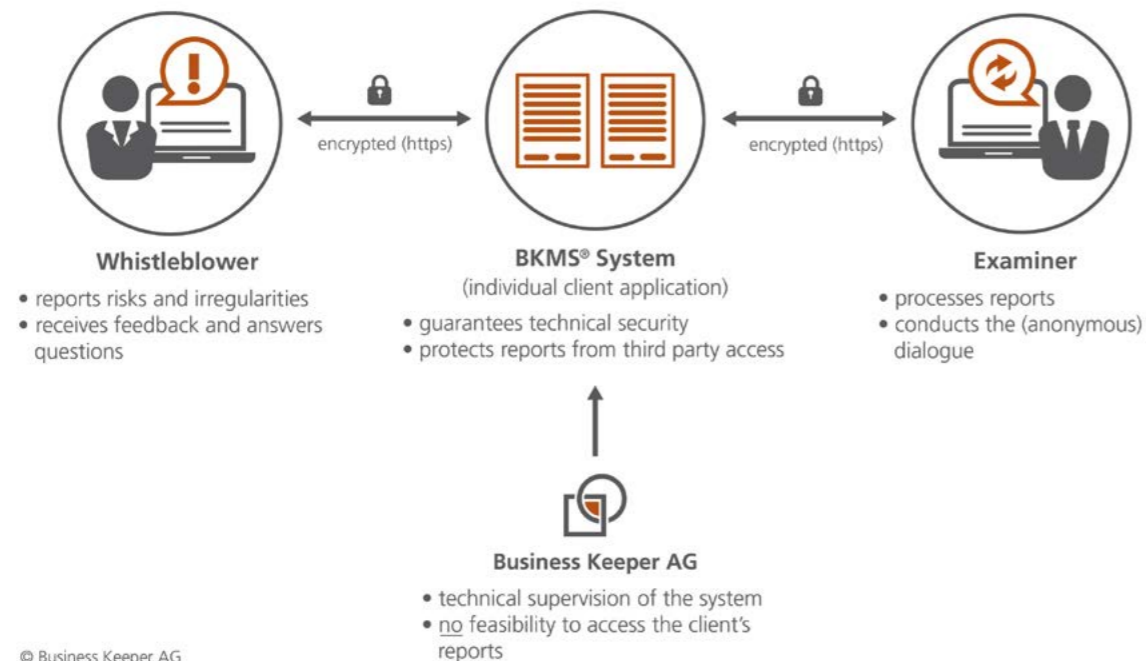 encrypted (https)
encrypted (https)
Whistleblower
• reports risks and irregularities
• receives feedback and answers
questions
BKMS® System
(individual client application)
• guarantees technical security
• protects reports from third party access
Examiner
• processes reports
• conducts the (anonymous)
dialogue
Business Keeper AG
• technical supervision of the system
• no feasibility to access the client's
reports
© Business Keeper AG